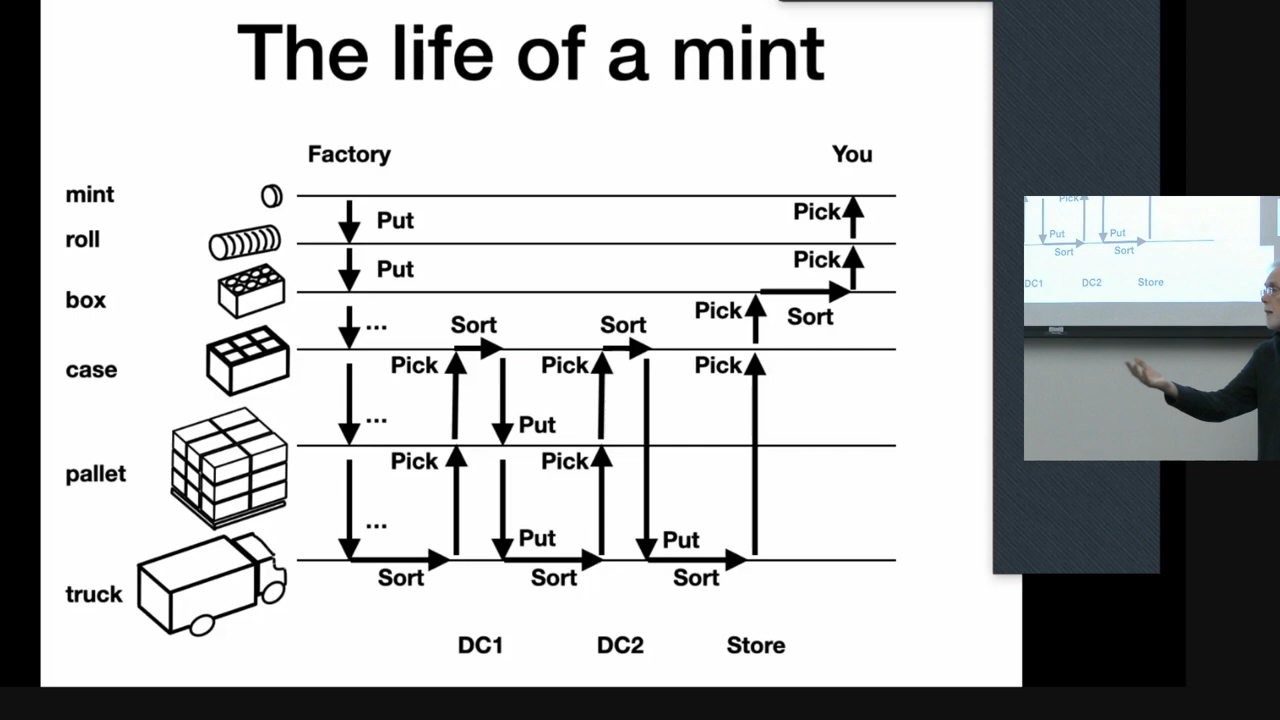 The life of a mint
Factory
You
mint
Pick
Put
roll
Pick
Put
box
Pick
...
Sort
Sort
Sort
case
Pick
Pick
Pick
...
Put
Pick
Pick
pallet
...
Put
Put
truck
Sort
Sort
Sort
DC1
DC2
Store
Pick
Put
Put
Sort
Sort
DC1
DC2
Store